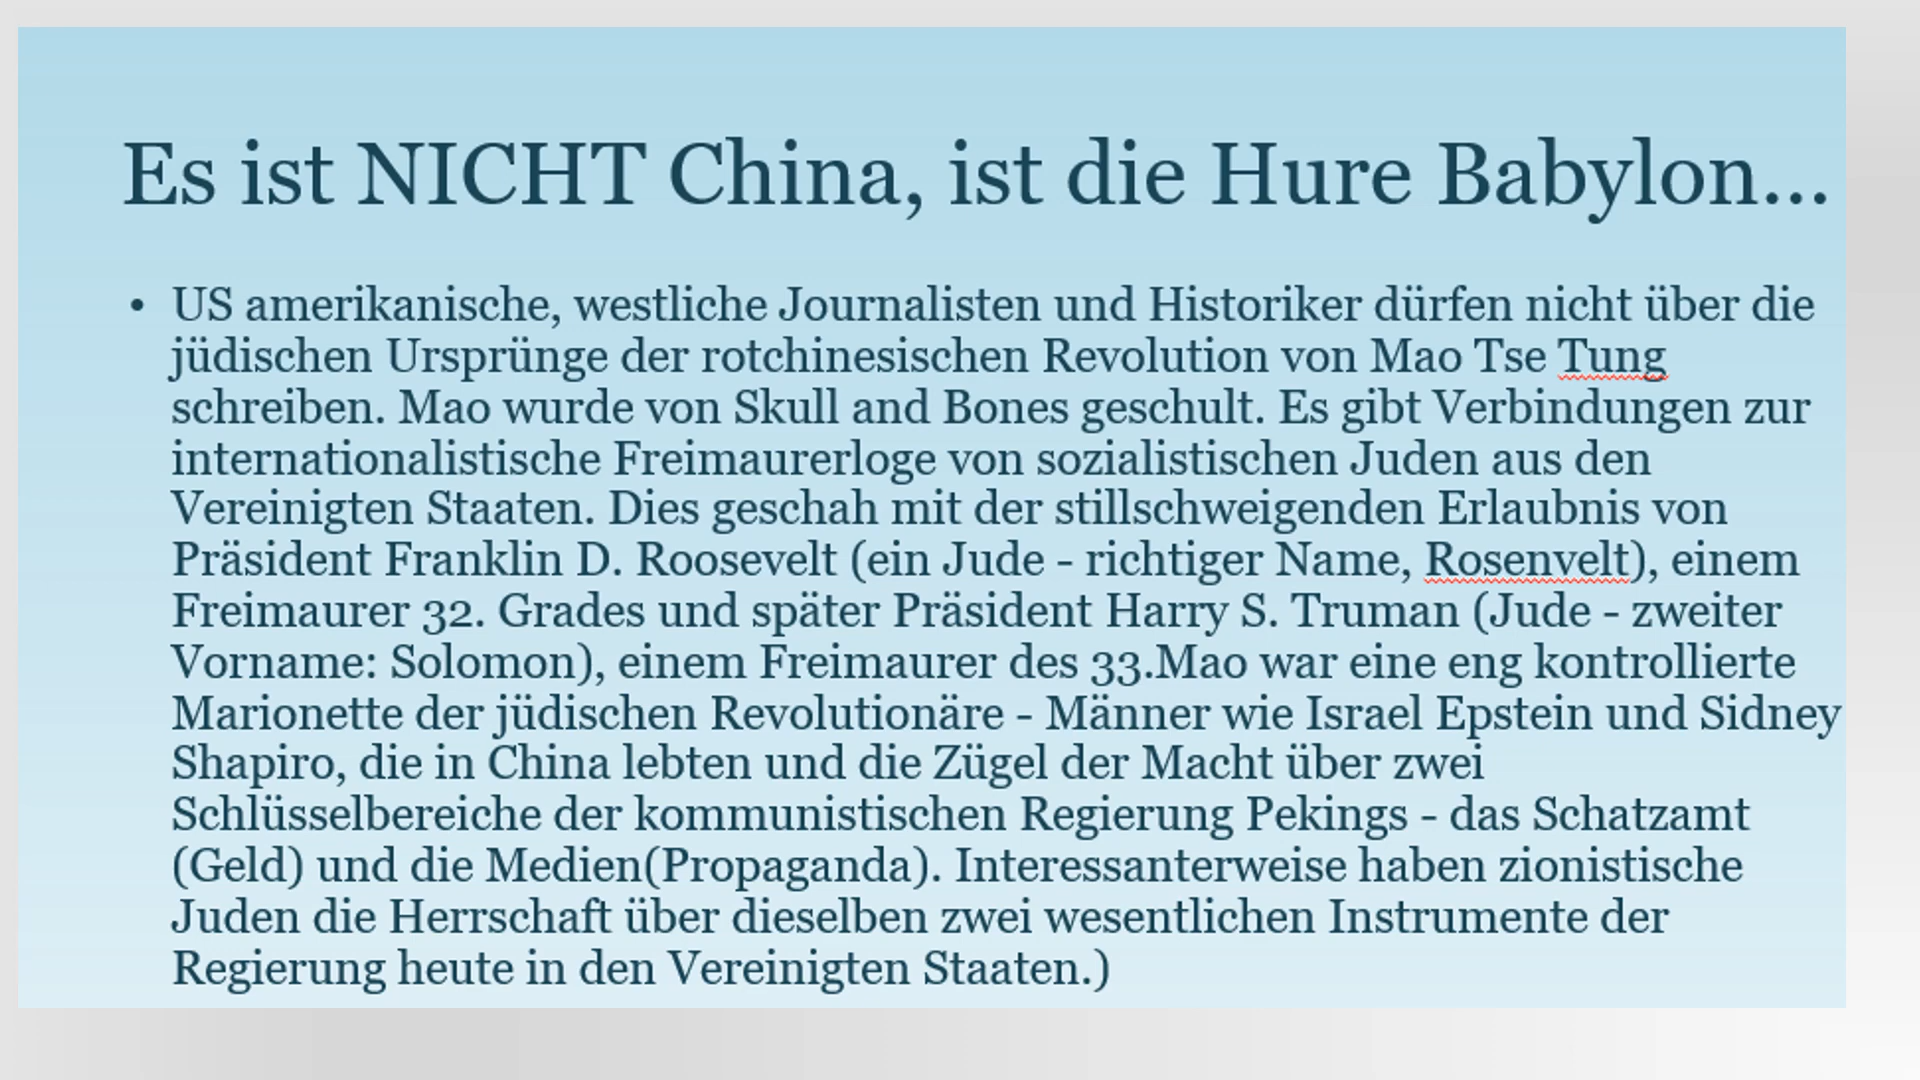 Es ist NICHT China, ist die Hure Babylon...
• US amerikanische, westliche Journalisten und Historiker dürfen nicht über die
jüdischen Ursprünge der rotchinesischen Revolution von Mao Tse Tung
schreiben. Mao wurde von Skull and Bones geschult. Es gibt Verbindungen zur
internationalistische Freimaurerloge von sozialistischen Juden aus den
Vereinigten Staaten. Dies geschah mit der stillschweigenden Erlaubnis von
Präsident Franklin D. Roosevelt (ein Jude - richtiger Name, Rosenvelt), einem
Freimaurer 32. Grades und später Präsident Harry S. Truman (Jude - zweiter
Vorname: Solomon), einem Freimaurer des 33.Mao war eine eng kontrollierte
Marionette der jüdischen Revolutionäre - Männer wie Israel Epstein und Sidney
Shapiro, die in China lebten und die Zügel der Macht über zwei
Schlüsselbereiche der kommunistischen Regierung Pekings - das Schatzamt
(Geld) und die Medien(Propaganda). Interessanterweise haben zionistische
Juden die Herrschaft über dieselben zwei wesentlichen Instrumente der
Regierung heute in den Vereinigten Staaten.)